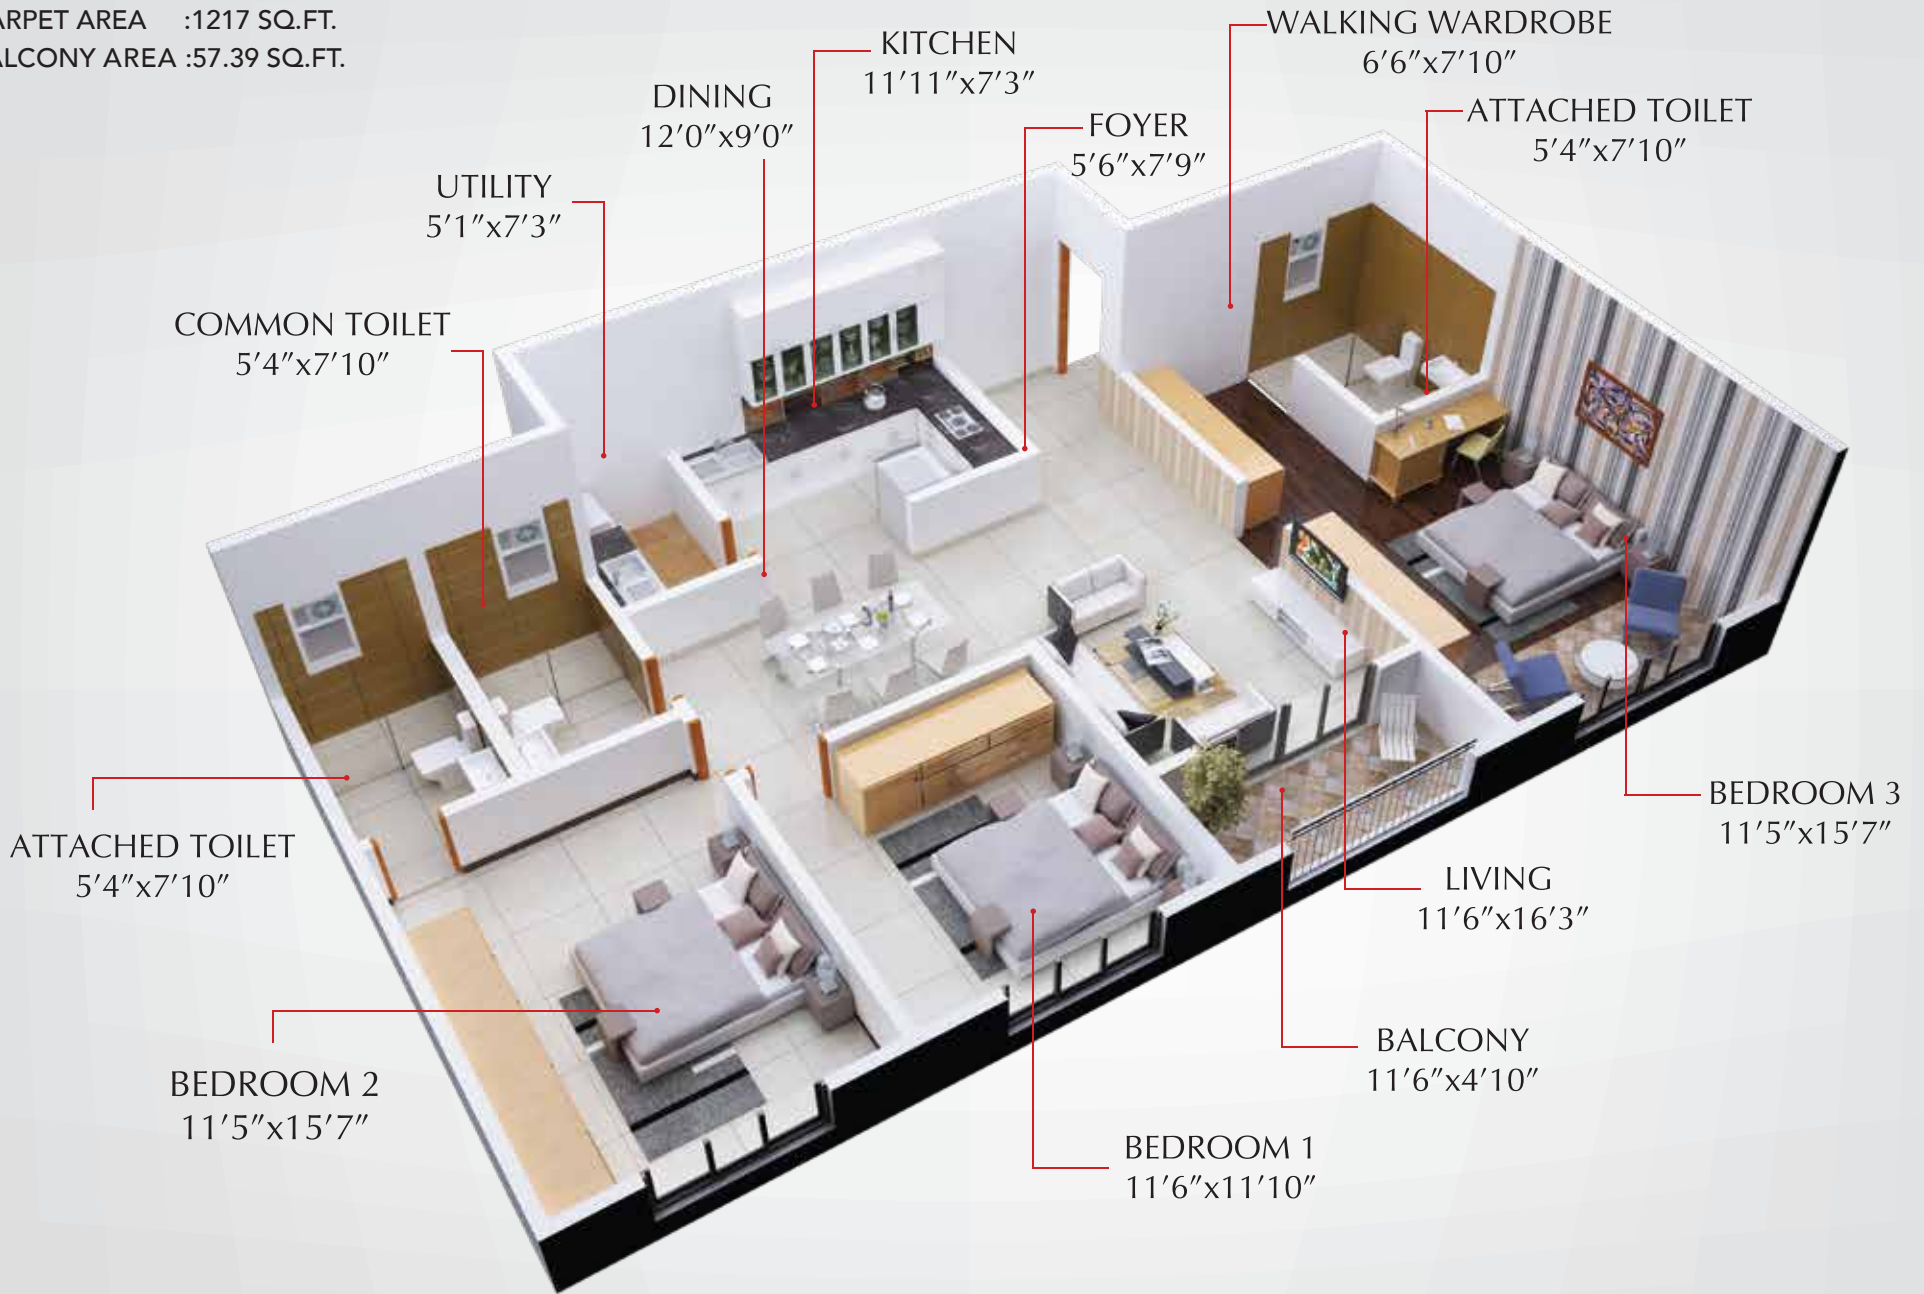 ARPET AREA :1217 SQ.FT.
ALCONY AREA :57.39 SQ.FT.
WALKING WARDROBE
6'6"x7'10"
KITCHEN
11'11"x7'3"
DINING
12'0"x9'0"
FOYER
5'6"x7'9"
ATTACHED TOILET
5'4"x7'10"
UTILITY
5'1"x7'3"
COMMON TOILET
5'4"x7'10"
ATTACHED TOILET
5'4"x7'10"
BEDROOM 3
11'5"x15'7"
LIVING
11'6"x16'3"
BALCONY
11'6"x4'10"
BEDROOM 2
11'5"x15'7"
BEDROOM 1
11'6"x11'10"